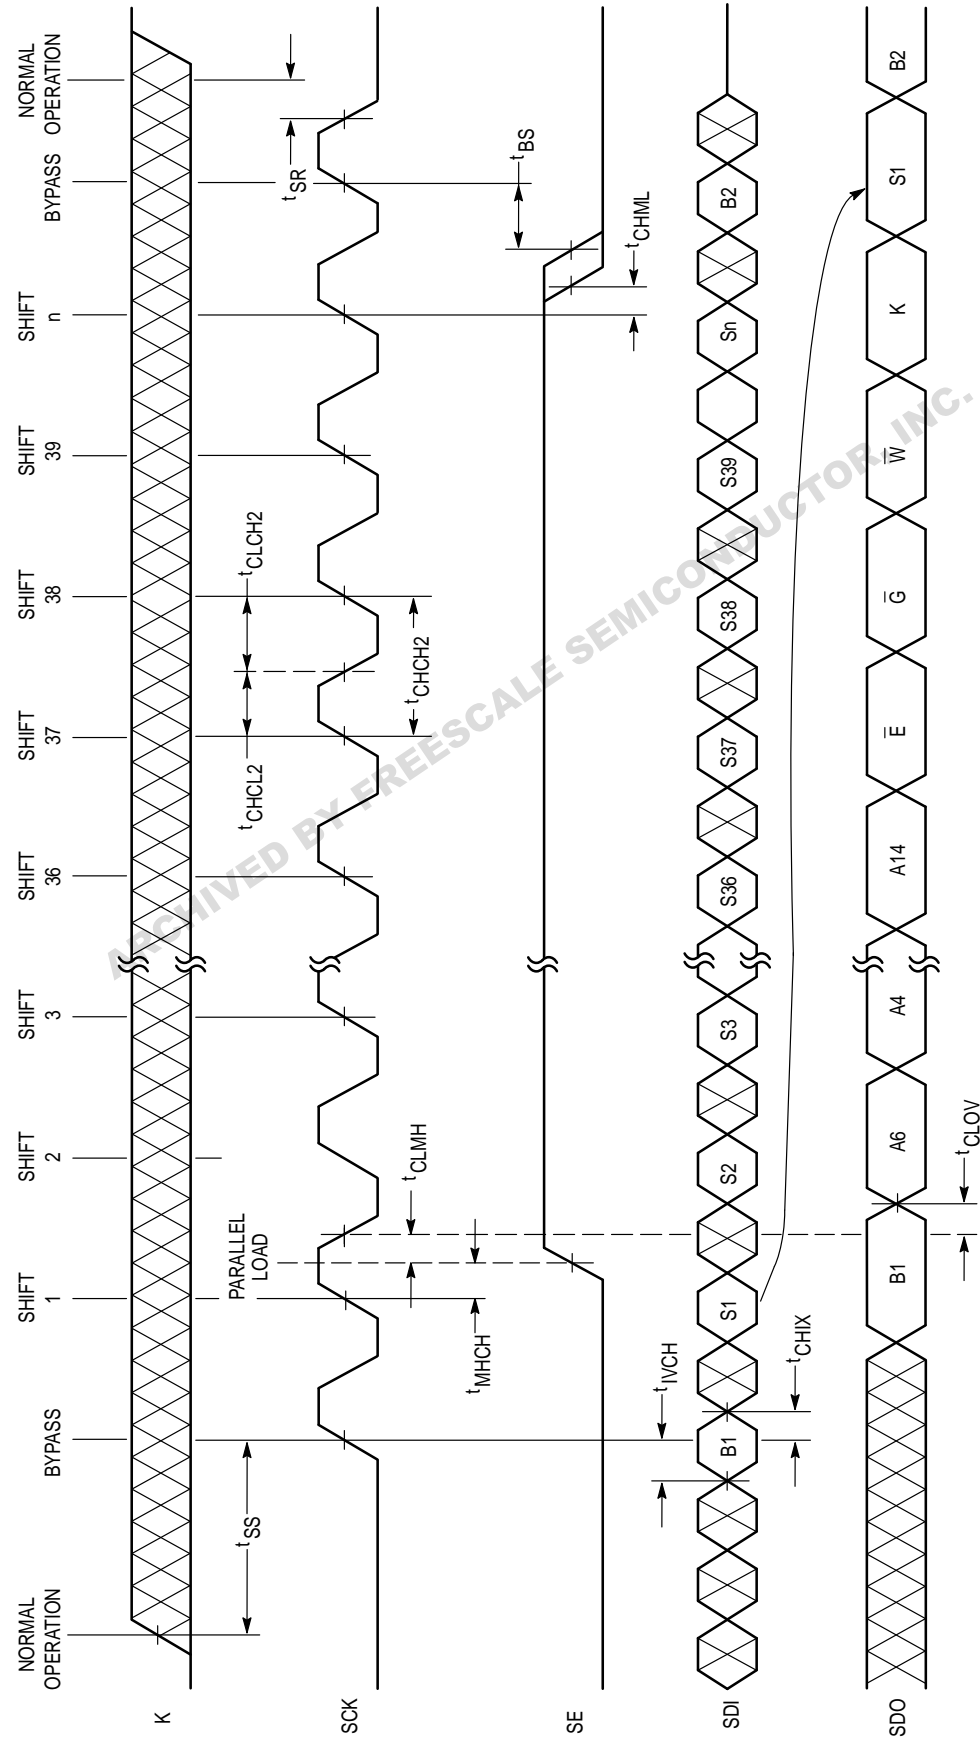 NORMAL
OPERATION
BYPASS
SHIFT
1
SHIFT
2
SHIFT
3
SHIFT
36
SHIFT
37
SHIFT
38
SHIFT
39
SHIFT
n
BYPASS
NORMAL
OPERATION
K
tSS
PARALLEL
LOAD
tCHCL2
tCLCH2
tSR
SCK
tMHCH
tCLMH
tCHCH2
tBS
SE
tCHML
tIVCH
SDI
B1
S1
S2
S3
S36
S37
S38
S39
Sn
B2
tCHIX
SDO
B1
A6
A4
A14
E̅
G̅
W̅
K
S1
B2
tCLOV
ARCHIVED BY FREESCALE SEMICONDUCTOR, INC.